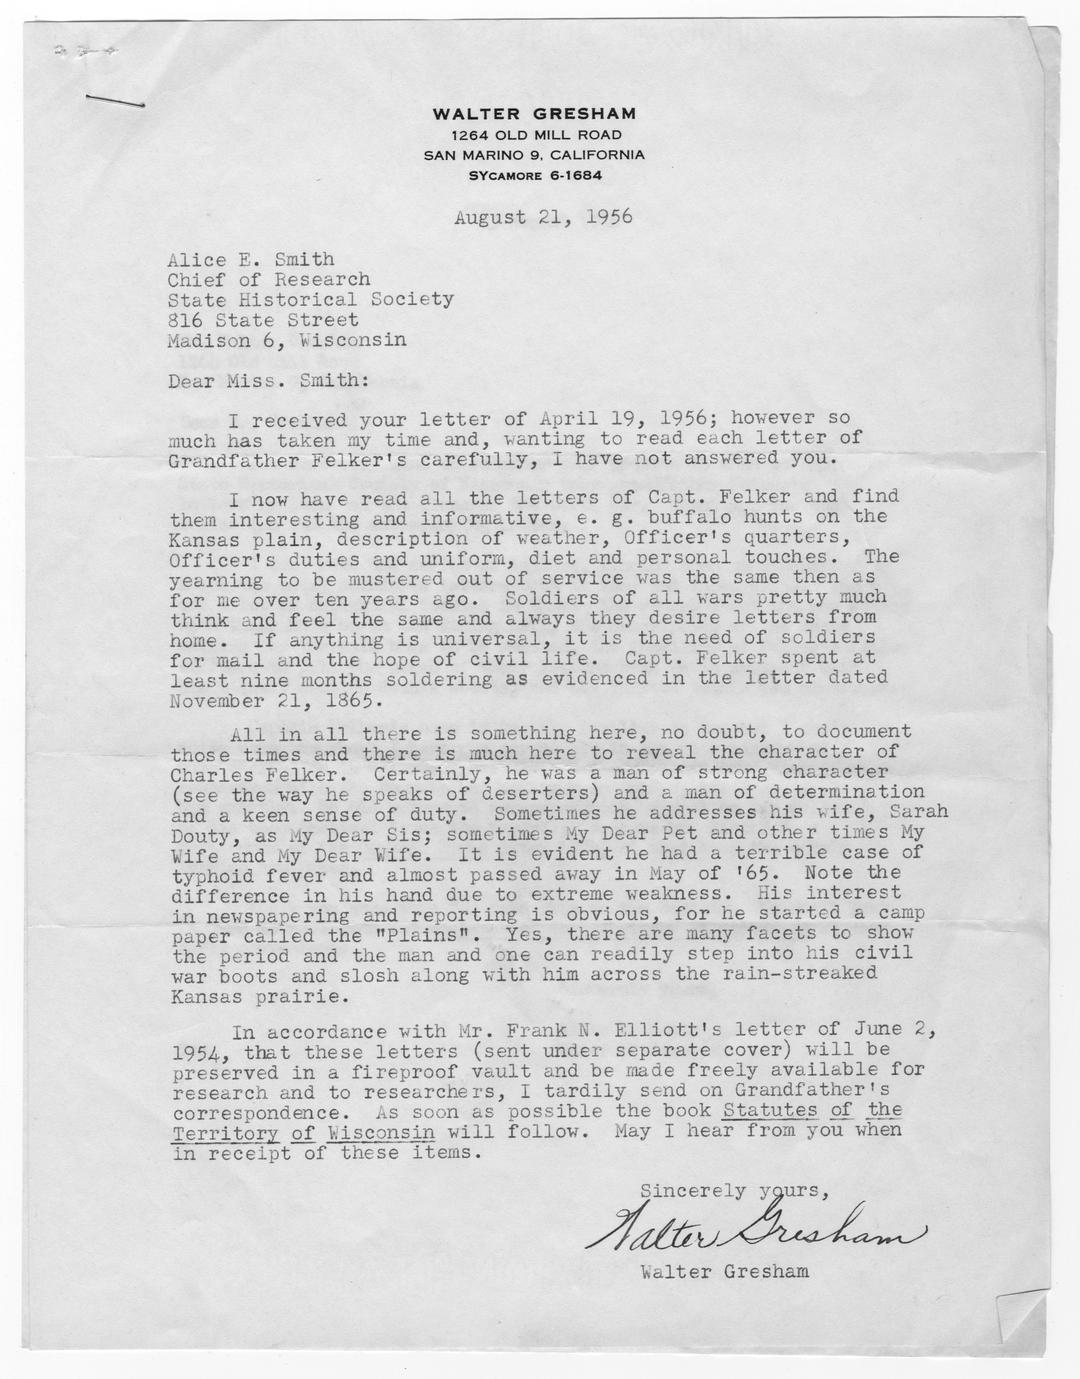 WALTER GRESHAM
1264 OLD MILL ROAD
SAN MARINO 9, CALIFORNIA
SYCAMORE 6-1684
August 21, 1956
Alice E. Smith
Chief of Research
State Historical Society
816 State Street
Madison 6, Wisconsin
Dear Miss. Smith:
I received your letter of April 19, 1956; however so
much has taken my time and, wanting to read each letter of
Grandfather Felker's carefully, I have not answered you.
I now have read all the letters of Capt. Felker and find
them interesting and informative, e. g. buffalo hunts on the
Kansas plain, description of weather, Officer's quarters,
Officer's duties and uniform, diet and personal touches. The
yearning to be mustered out of service was the same then as
for me over ten years ago. Soldiers of all wars pretty much
think and feel the same and always they desire letters from
home. If anything is universal, it is the need of soldiers
for mail and the hope of civil life. Capt. Felker spent at
least nine months soldering as evidenced in the letter dated
November 21, 1865.
All in all there is something here, no doubt, to document
those times and there is much here to reveal the character of
Charles Felker. Certainly, he was a man of strong character
(see the way he speaks of deserters) and a man of determination
and a keen sense of duty. Sometimes he addresses his wife, Sarah
Douty, as My Dear Sis; sometimes My Dear Pet and other times My
Wife and My Dear Wife. It is evident he had a terrible case of
typhoid fever and almost passed away in May of '65. Note the
difference in his hand due to extreme weakness. His interest
in newspapering and reporting is obvious, for he started a camp
paper called the "Plains". Yes, there are many facets to show
the period and the man and one can readily step into his civil
war boots and slosh along with him across the rain-streaked
Kansas prairie.
In accordance with Mr. Frank N. Elliott's letter of June 2,
1954, that these letters (sent under separate cover) will be
preserved in a fireproof vault and be made freely available for
research and to researchers, I tardily send on Grandfather's
correspondence. As soon as possible the book Statutes of the
Territory of Wisconsin will follow. May I hear from you when
in receipt of these items.
Sincerely yours,
Walter Gresham
Walter Gresham